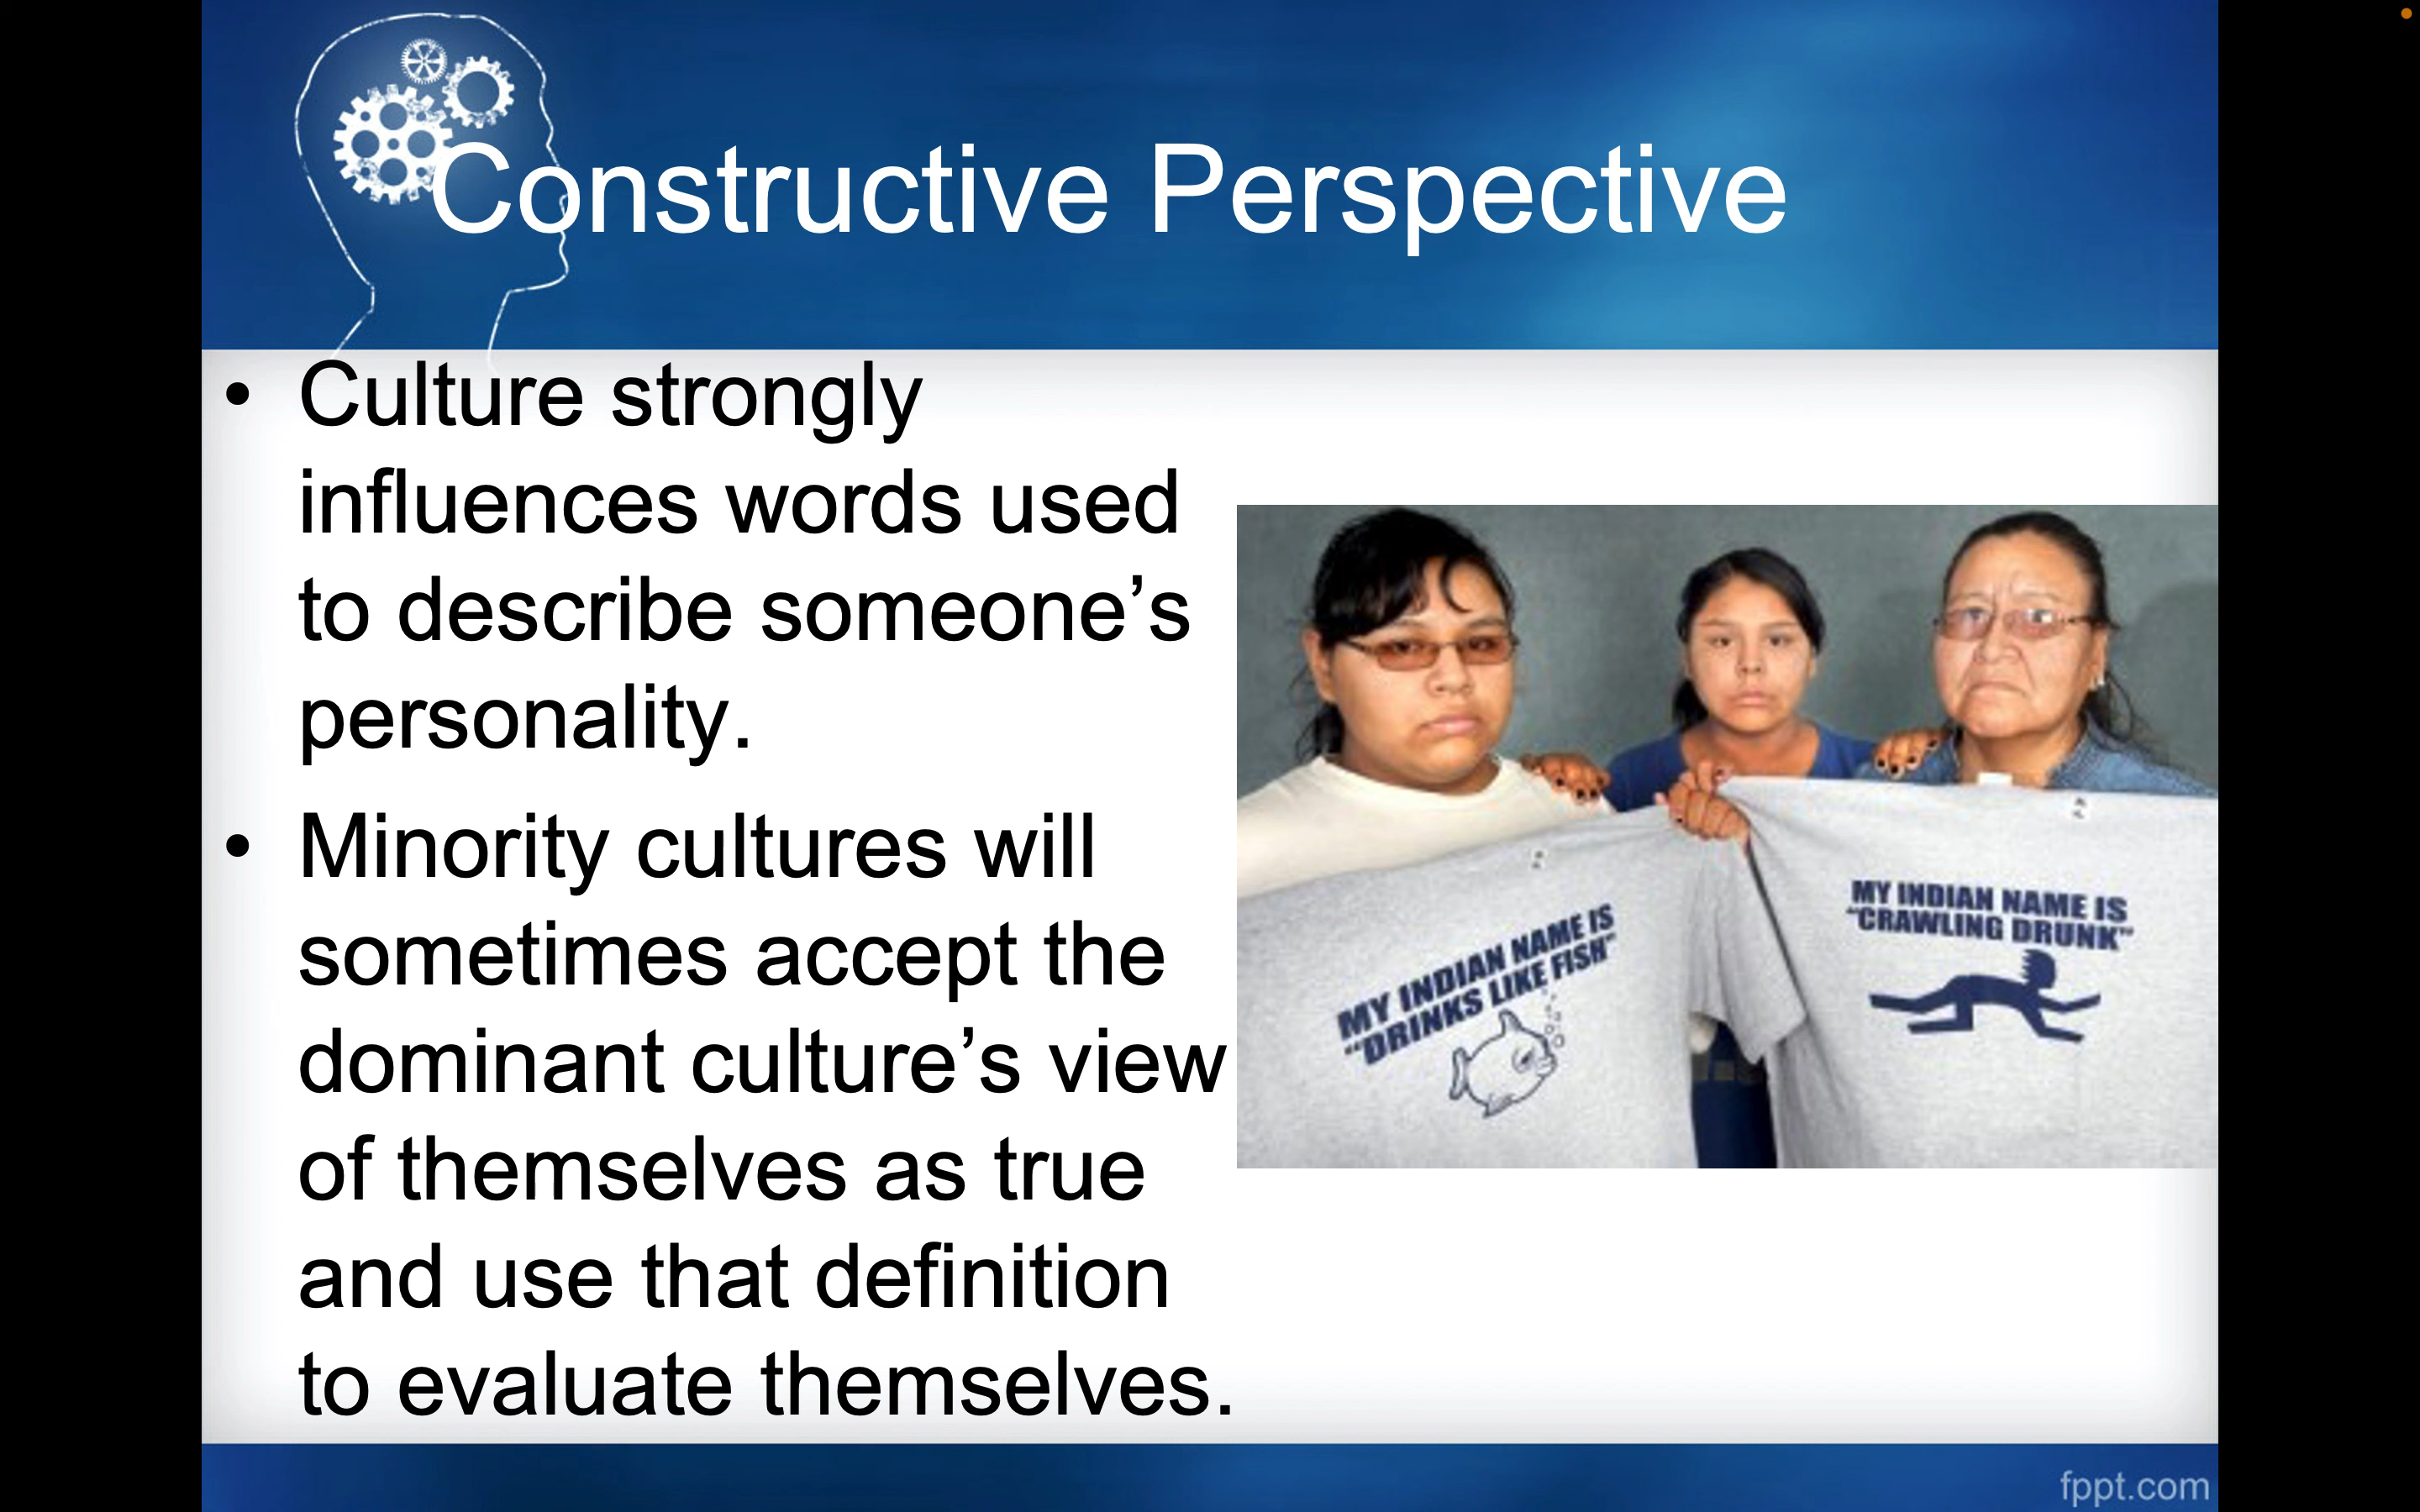 Constructive Perspective
• Culture strongly
influences words used
to describe someone’s
personality.
• Minority cultures will
sometimes accept the
dominant culture’s view
of themselves as true
and use that definition
to evaluate themselves.
MY INDIAN NAME IS
"DRINKS LIKE FISH"
MY INDIAN NAME IS
"CRAWLING DRUNK"
fppt.com